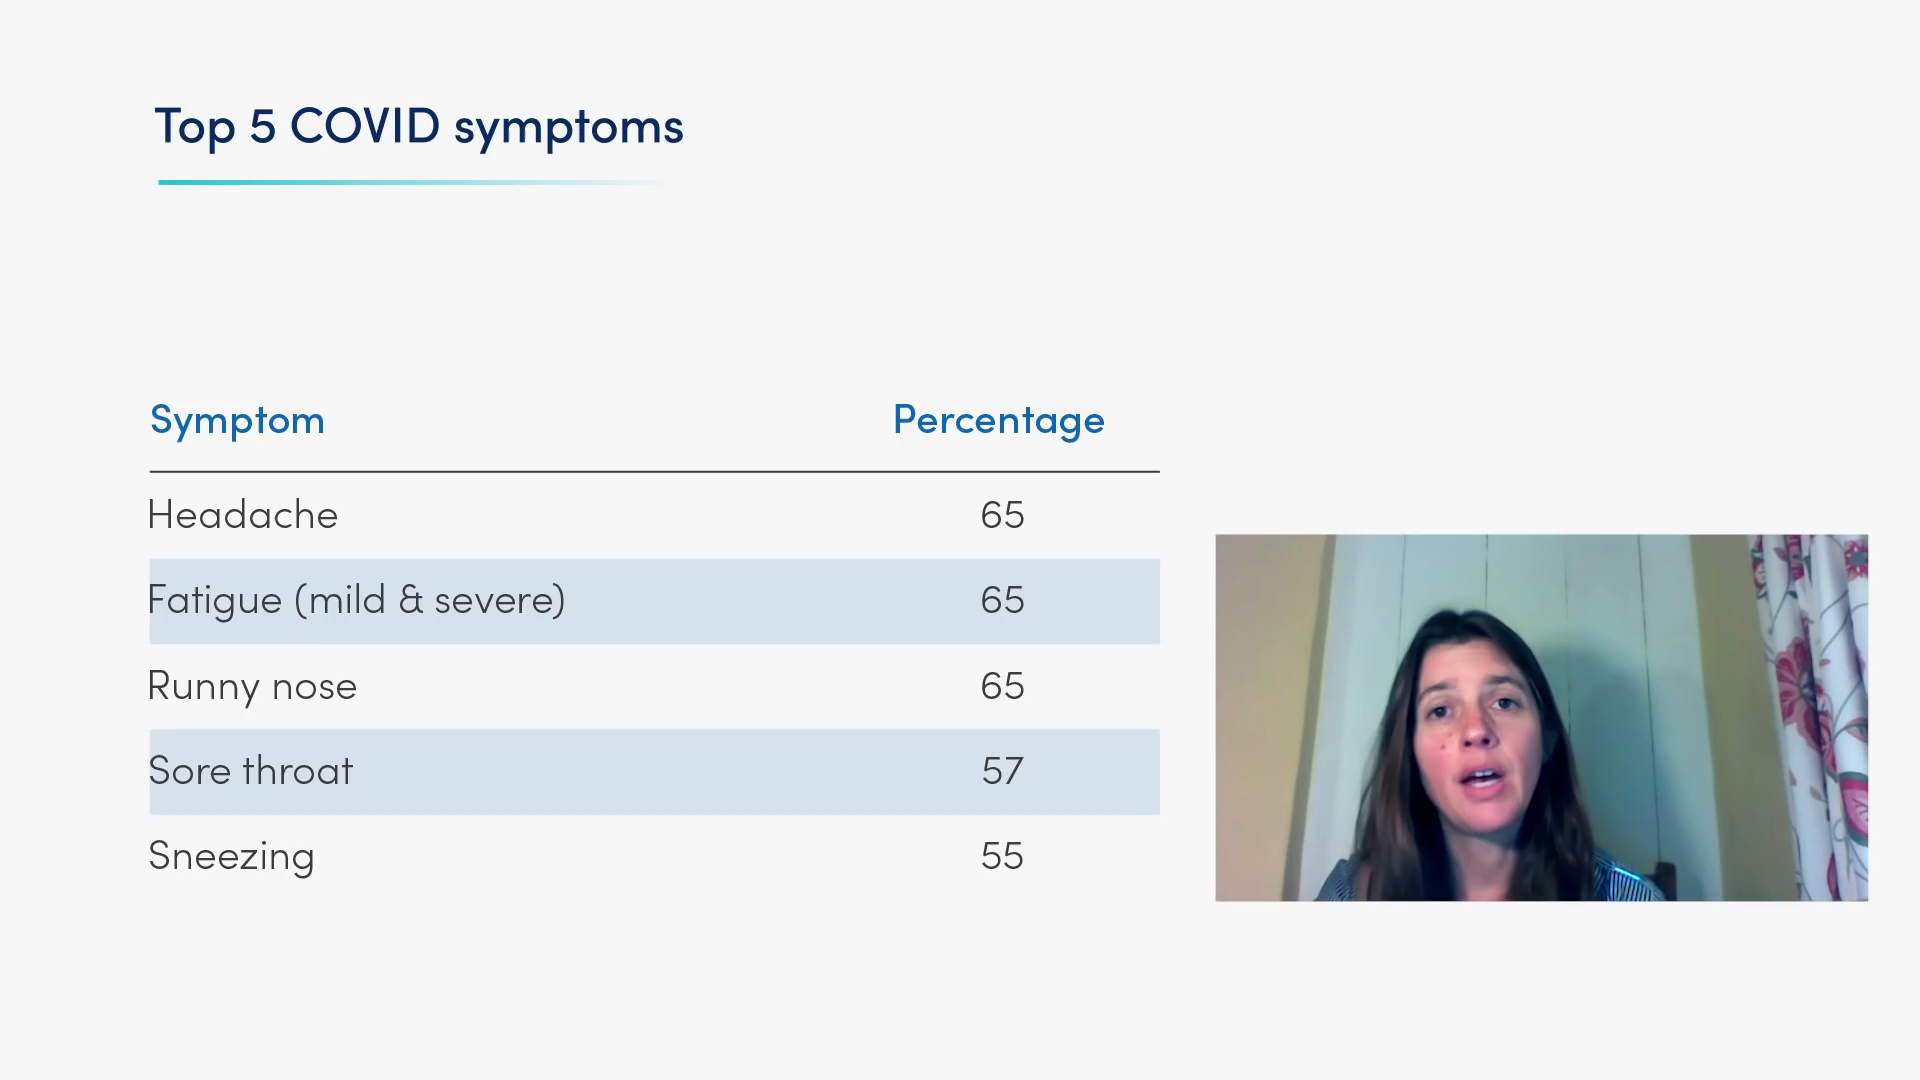 Top 5 COVID symptoms
Symptom Percentage
Headache 65
Fatigue (mild & severe) 65
Runny nose 65
Sore throat 57
Sneezing 55